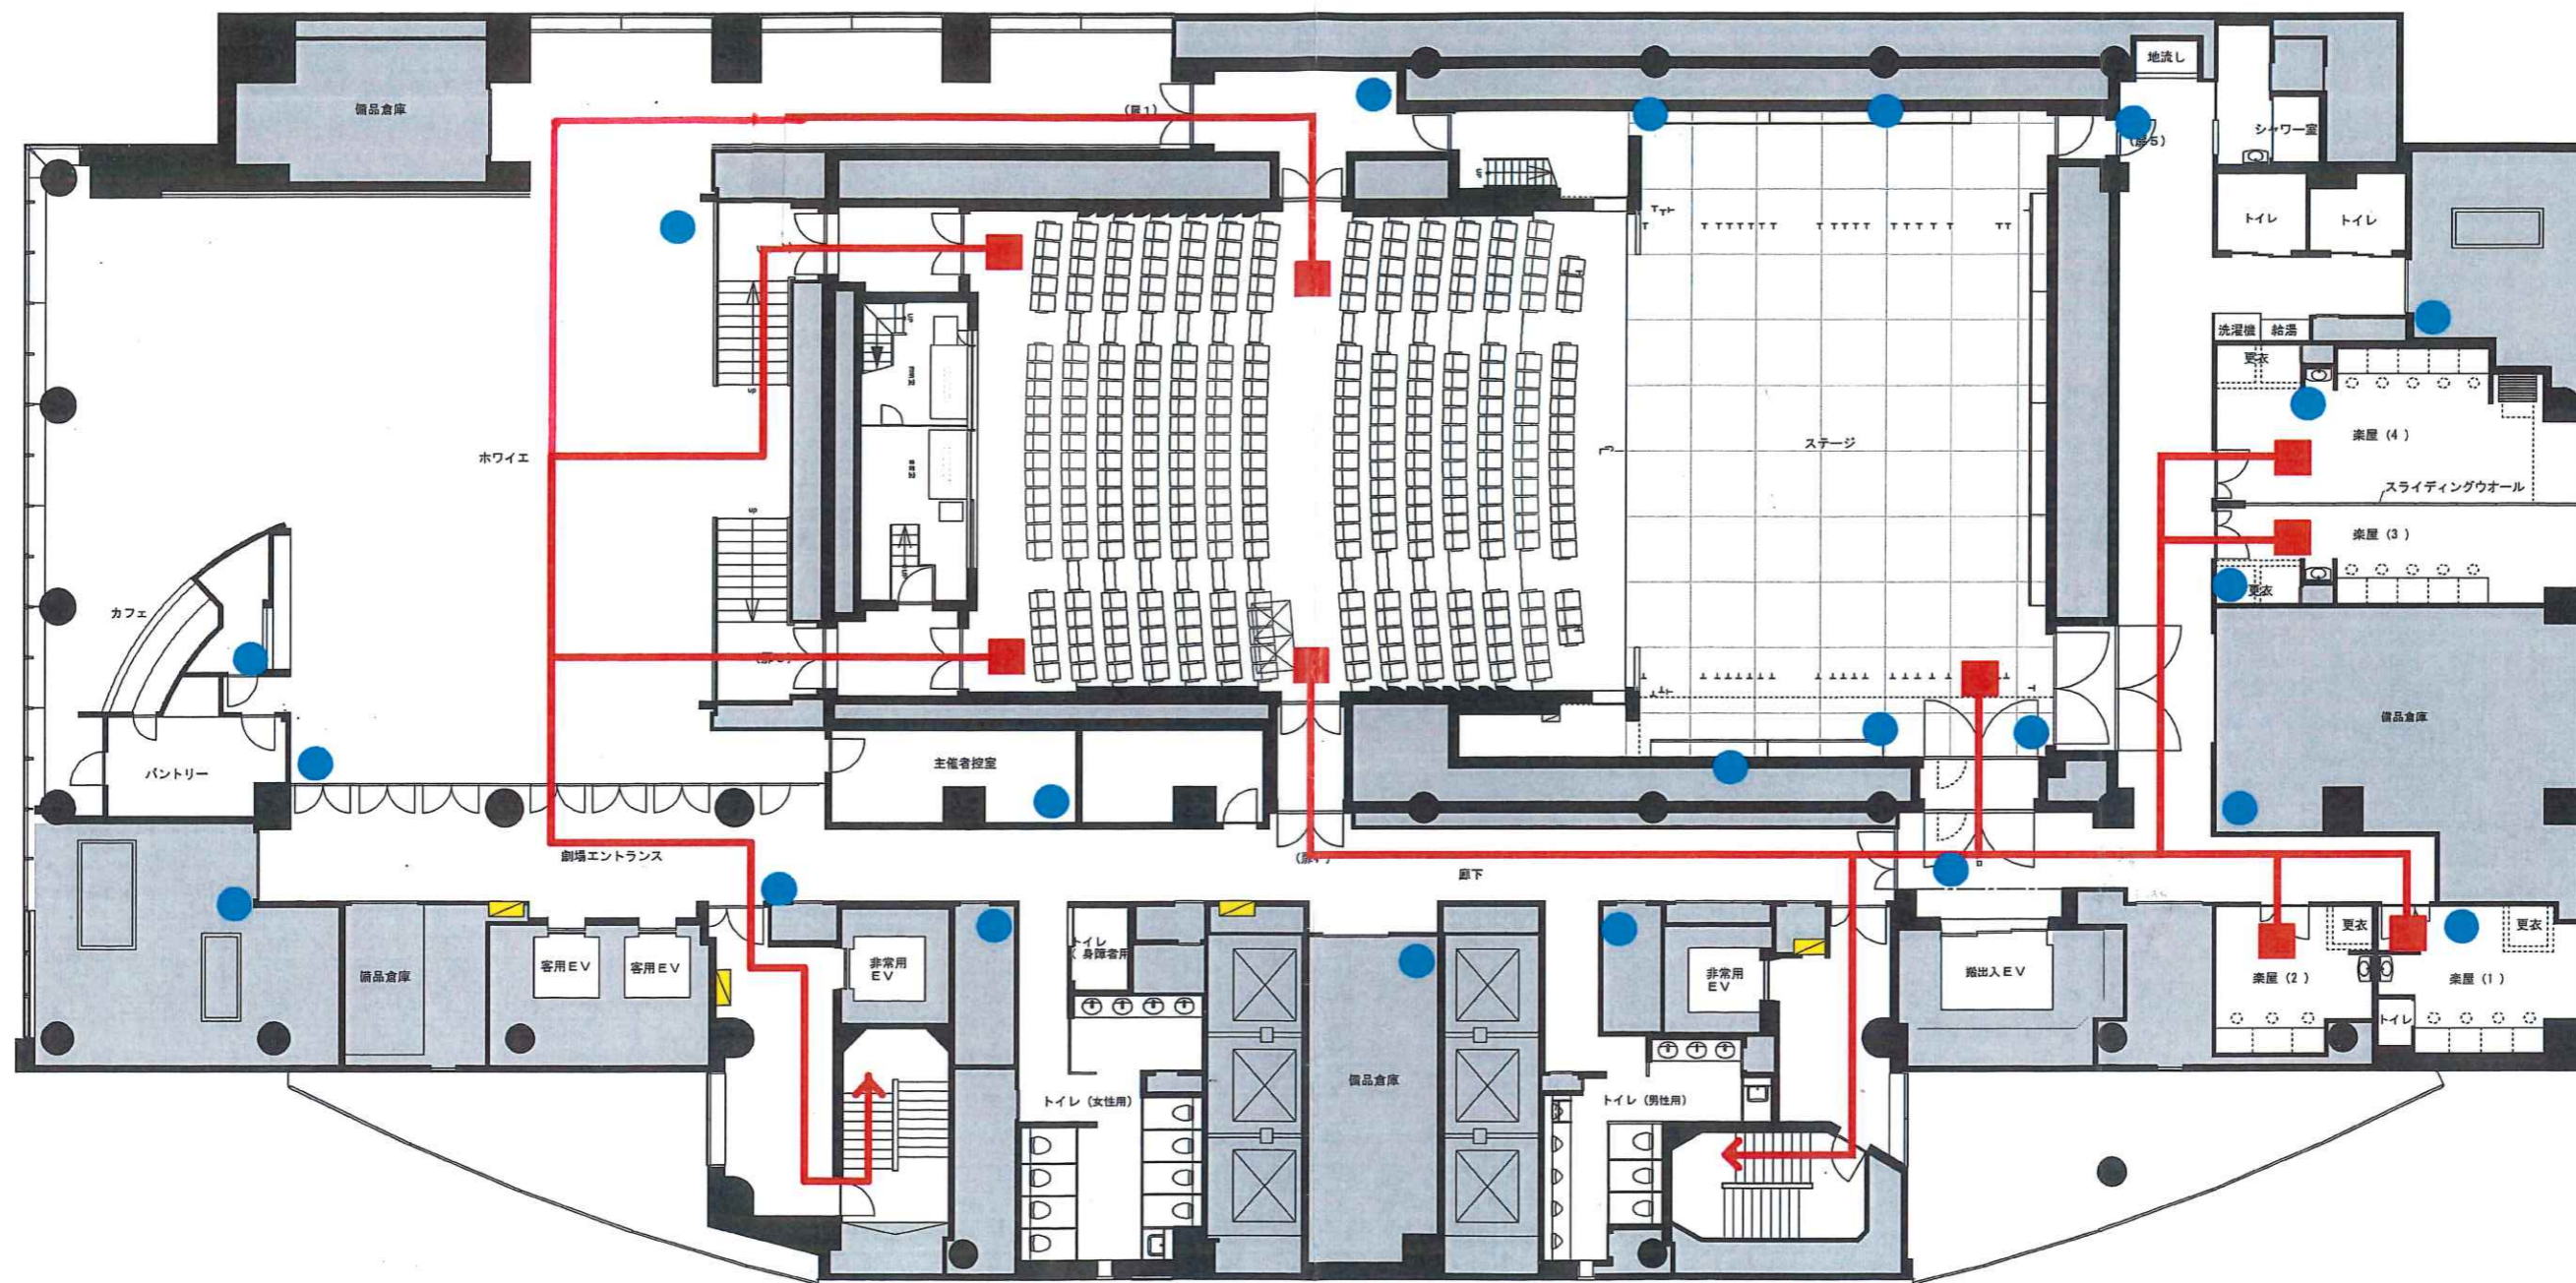 地流し
備品倉庫
(扉1)
シャワー室
(扉5)
トイレ
トイレ
洗濯機
給湯
更衣
楽屋(4)
ステージ
ホワイエ
スライディングウオール
楽屋(3)
更衣
カフェ
備品倉庫
パントリー
主催者控室
劇場エントランス
廊下
トイレ
(身障者用
更衣
更衣
客用EV
客用EV
備品倉庫
非常用
EV
非常用
EV
搬出入EV
楽屋(2)
楽屋(1)
トイレ
備品倉庫
トイレ(女性用)
トイレ(男性用)
UP
UP
UP
UP